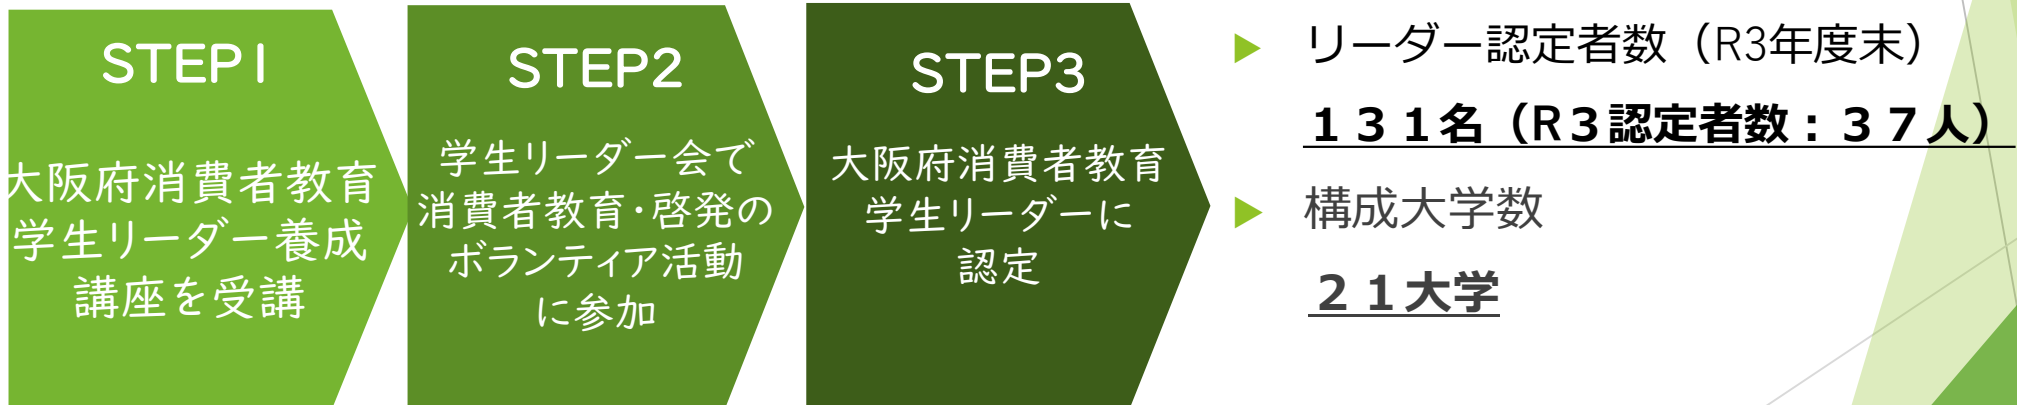 STEP1
大阪府消費者教育
学生リーダー養成
講座を受講
STEP2
学生リーダー会で
消費者教育・啓発の
ボランティア活動
に参加
STEP3
大阪府消費者教育
学生リーダーに
認定
リーダー認定者数（R3年度末）
１３１名（R３認定者数：３７人）
構成大学数
２１大学